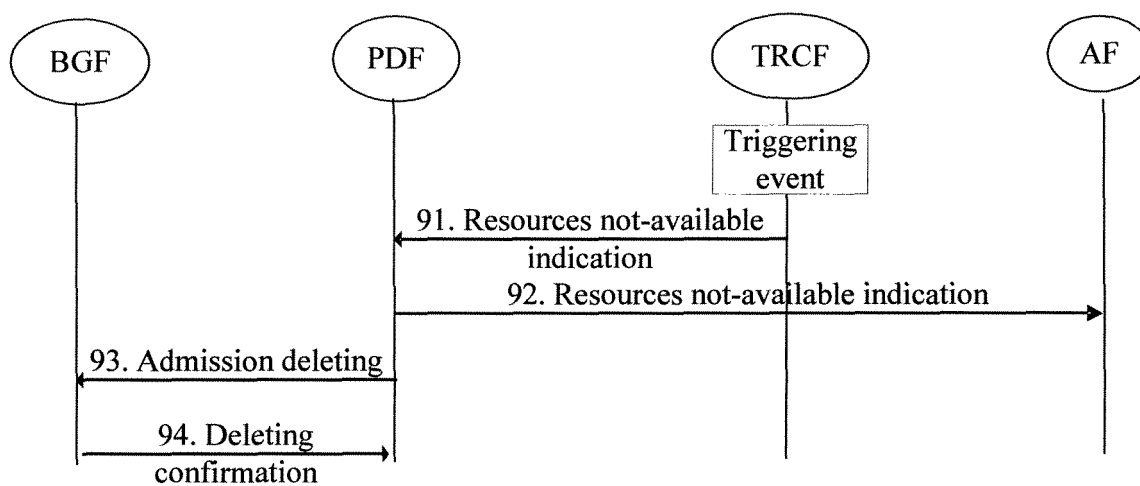 BGF
PDF
TRCF
AF
Triggering
event
91. Resources not-available
indication
92. Resources not-available indication
93. Admission deleting
94. Deleting
confirmation